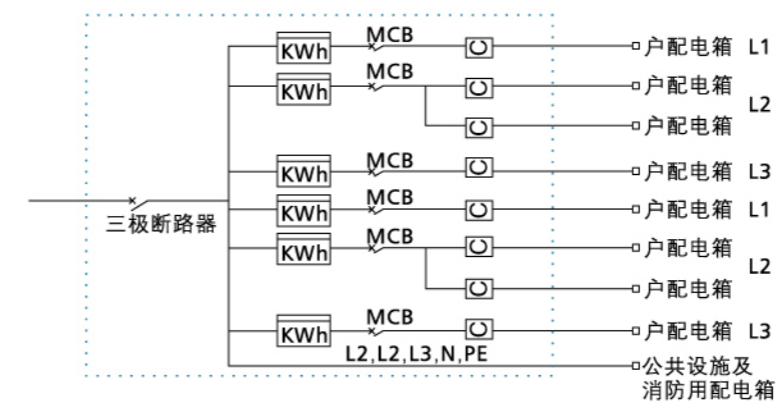 MCB
KWh
C
户配电箱 L1
MCB
KWh
C
户配电箱
L2
C
户配电箱
MCB
KWh
C
户配电箱 L3
三极断路器
MCB
KWh
C
户配电箱 L1
MCB
KWh
C
户配电箱
L2
C
户配电箱
MCB
KWh
C
户配电箱 L3
L2,L2,L3,N,PE
公共设施及
消防用配电箱